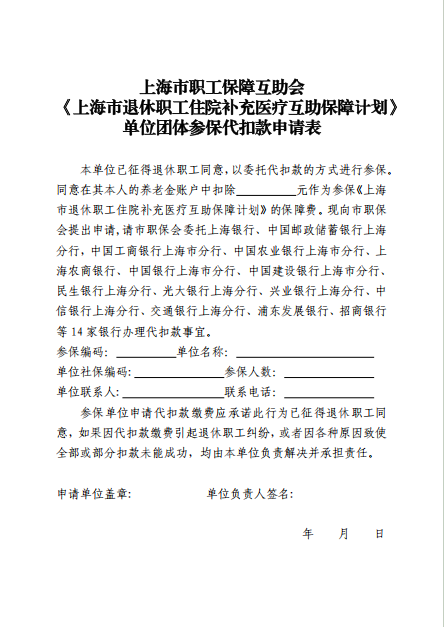 上海市职工保障互助会
《上海市退休职工住院补充医疗互助保障计划》
单位团体参保代扣款申请表
本单位已征得退休职工同意,以委托代扣款的方式进行参保。
同意在其本人的养老金账户中扣除__________元作为参保《上海
市退休职工住院补充医疗互助保障计划》的保障费。现向市职保
会提出申请,请市职保会委托上海银行、中国邮政储蓄银行上海
分行,中国工商银行上海市分行、中国农业银行上海市分行、上
海农商银行、中国银行上海市分行、中国建设银行上海市分行、
民生银行上海分行、光大银行上海分行、兴业银行上海分行、中
信银行上海分行、交通银行上海分行、浦东发展银行、招商银行
等 14 家银行办理代扣款事宜。
参保编码: __________单位名称: ______________________
单位社保编码:_______________参保人数: _______________
单位联系人:_________________联系电话: _______________
参保单位申请代扣款缴费应承诺此行为已征得退休职工同
意,如果因代扣款缴费引起退休职工纠纷,或者因各种原因致使
全部或部分扣款未能成功,均由本单位负责解决并承担责任。
申请单位盖章: 单位负责人签名:
年 月 日